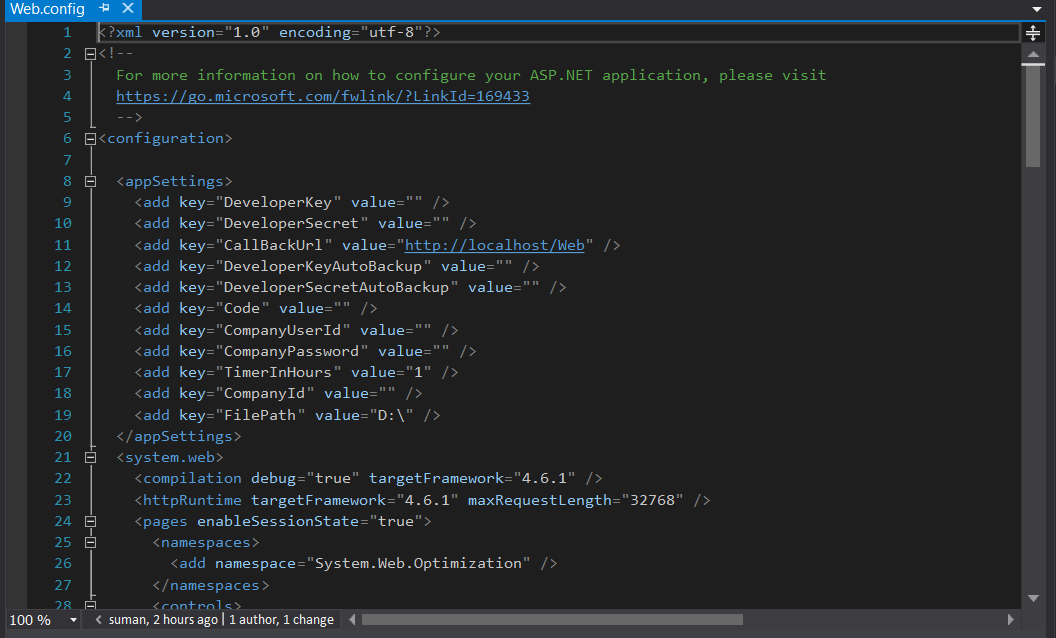 Web.config
1 <?xml version="1.0" encoding="utf-8"?>
2 <!--
3 For more information on how to configure your ASP.NET application, please visit
4 https://go.microsoft.com/fwlink/?LinkId=169433
5 -->
6 <configuration>
7
8 <appSettings>
9 <add key="DeveloperKey" value="" />
10 <add key="DeveloperSecret" value="" />
11 <add key="CallBackUrl" value="http://localhost/Web" />
12 <add key="DeveloperKeyAutoBackup" value="" />
13 <add key="DeveloperSecretAutoBackup" value="" />
14 <add key="Code" value="" />
15 <add key="CompanyUserId" value="" />
16 <add key="CompanyPassword" value="" />
17 <add key="TimerInHours" value="1" />
18 <add key="CompanyId" value="" />
19 <add key="FilePath" value="D:\" />
20 </appSettings>
21 <system.web>
22 <compilation debug="true" targetFramework="4.6.1" />
23 <httpRuntime targetFramework="4.6.1" maxRequestLength="32768" />
24 <pages enableSessionState="true">
25 <namespaces>
26 <add namespace="System.Web.Optimization" />
27 </namespaces>
28 <controls>
100 % suman, 2 hours ago | 1 author, 1 change